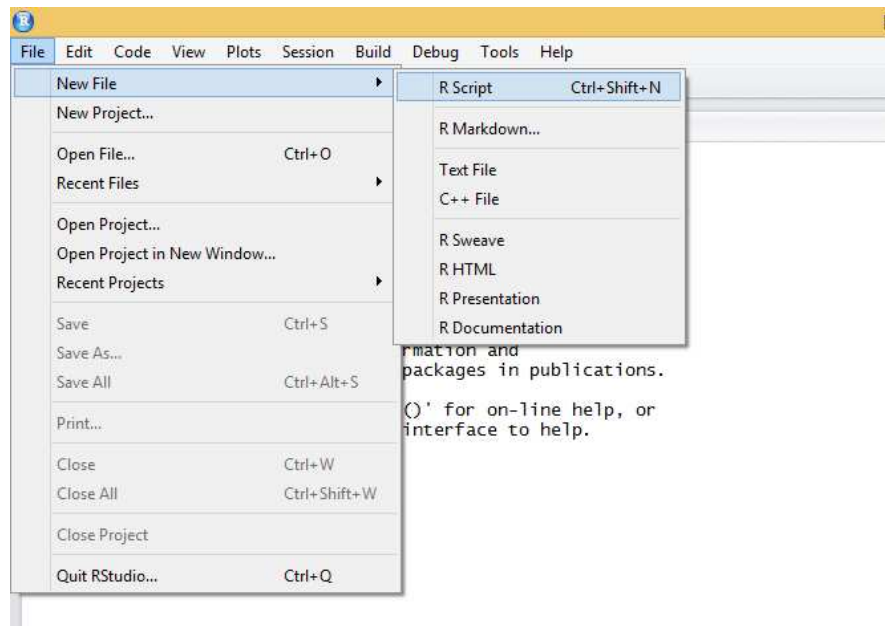 R
File Edit Code View Plots Session Build Debug Tools Help
New File
New Project...
Open File... Ctrl+O
Recent Files
Open Project...
Open Project in New Window...
Recent Projects
Save Ctrl+S
Save As...
Save All Ctrl+Alt+S
Print...
Close Ctrl+W
Close All Ctrl+Shift+W
Close Project
Quit RStudio... Ctrl+Q
R Script Ctrl+Shift+N
R Markdown...
Text File
C++ File
R Sweave
R HTML
R Presentation
R Documentation
rmation and
packages in publications.
()' for on-line help, or
interface to help.